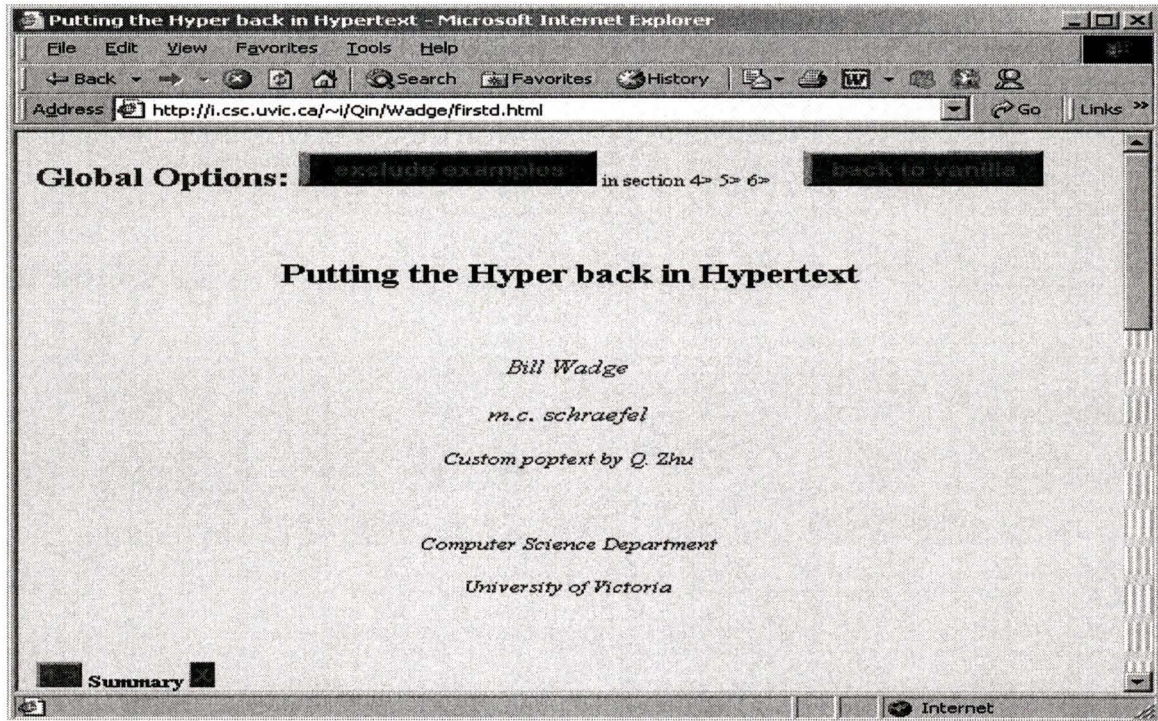 Putting the Hyper back in Hypertext - Microsoft Internet Explorer
File Edit View Favorites Tools Help
Back Search Favorites History
Address http://i.csc.uvic.ca/~i/Qin/Wadge/firstd.html Go Links »
Global Options: exclude examples in section 4> 5> 6> back to vanilla
Putting the Hyper back in Hypertext
Bill Wadge
m.c. schraefel
Custom poptext by Q. Zhu
Computer Science Department
University of Victoria
Summary X
Internet